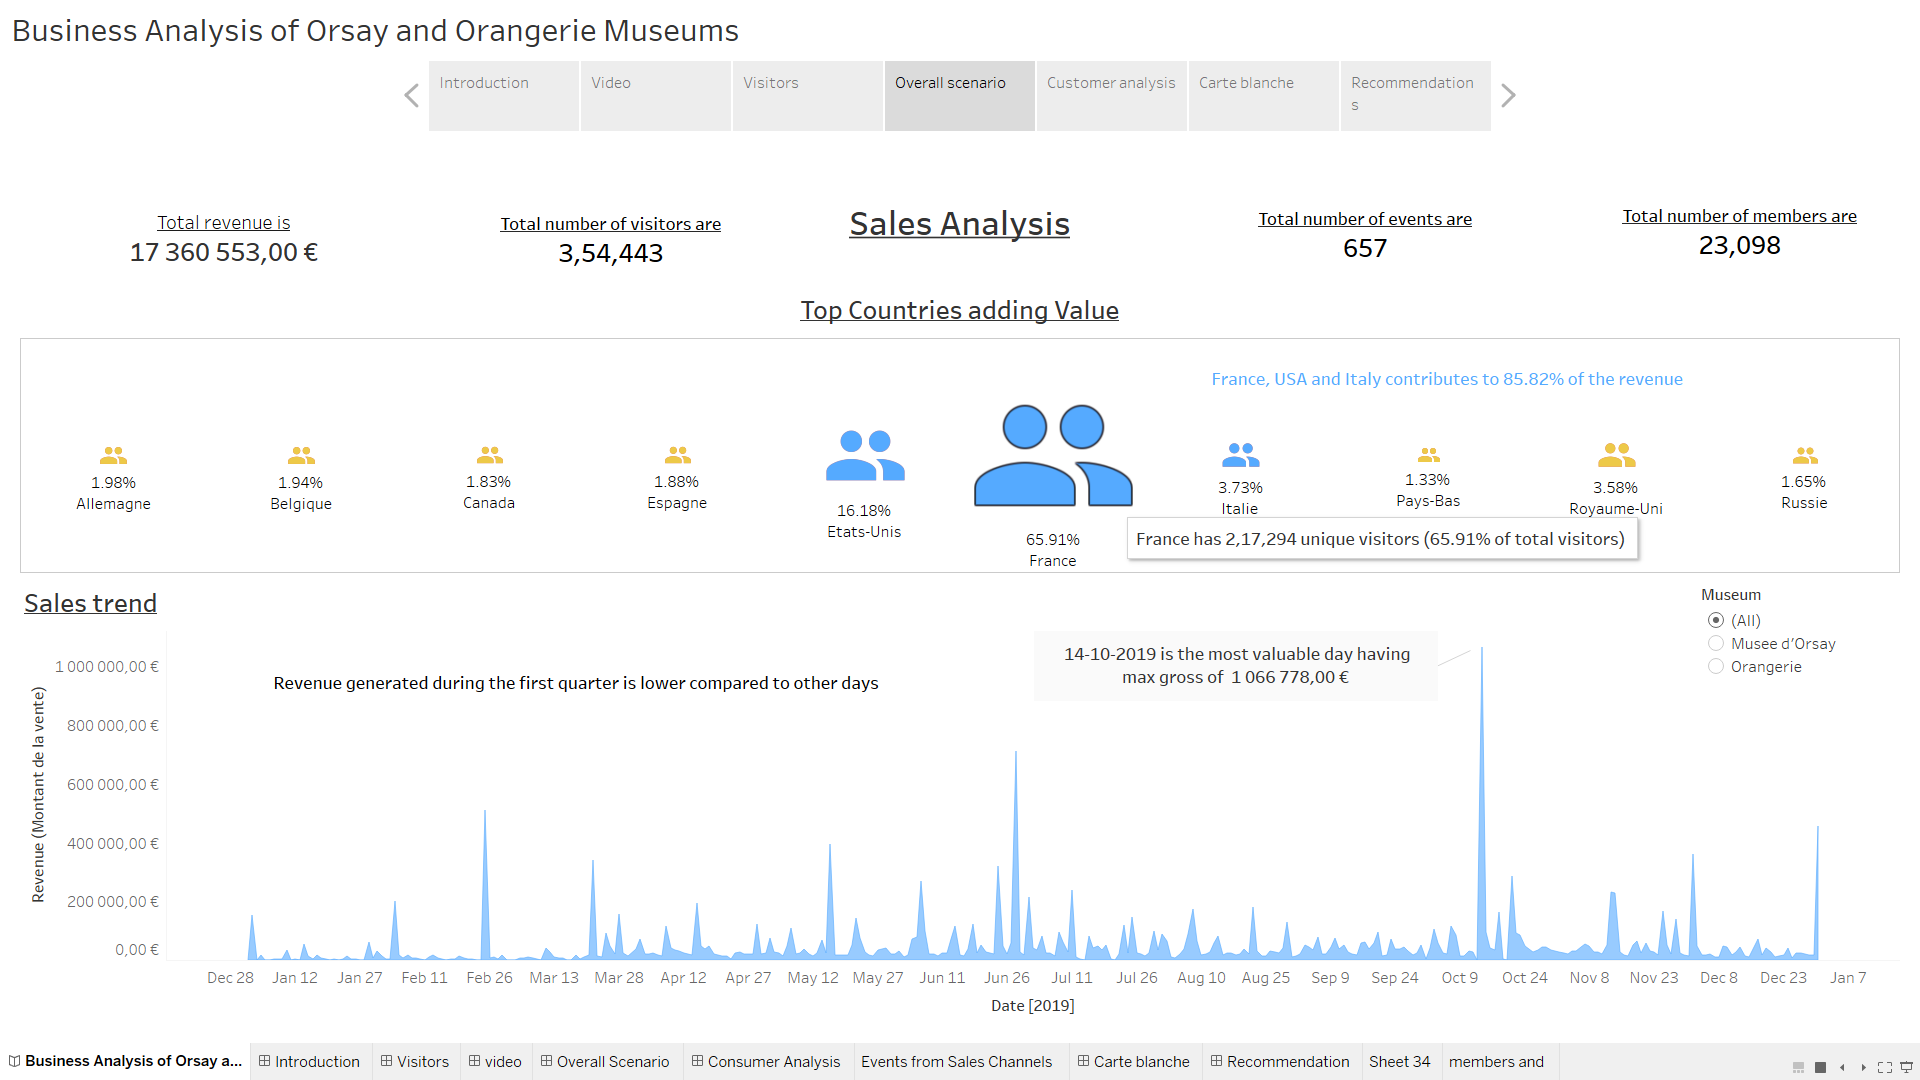 Business Analysis of Orsay and Orangerie Museums
Introduction
Video
Visitors
Overall scenario
Customer analysis
Carte blanche
Recommendation
s
Total revenue is
17 360 553,00 €
Total number of visitors are
3,54,443
Sales Analysis
Total number of events are
657
Total number of members are
23,098
Top Countries adding Value
France, USA and Italy contributes to 85.82% of the revenue
1.98%
Allemagne
1.94%
Belgique
1.83%
Canada
1.88%
Espagne
16.18%
Etats-Unis
65.91%
France
3.73%
Italie
1.33%
Pays-Bas
3.58%
Royaume-Uni
1.65%
Russie
France has 2,17,294 unique visitors (65.91% of total visitors)
Sales trend
Museum
(All)
Musee d’Orsay
Orangerie
14-10-2019 is the most valuable day having
max gross of 1 066 778,00 €
Revenue generated during the first quarter is lower compared to other days
Revenue (Montant de la vente)
1 000 000,00 €
800 000,00 €
600 000,00 €
400 000,00 €
200 000,00 €
0,00 €
Dec 28 Jan 12 Jan 27 Feb 11 Feb 26 Mar 13 Mar 28 Apr 12 Apr 27 May 12 May 27 Jun 11 Jun 26 Jul 11 Jul 26 Aug 10 Aug 25 Sep 9 Sep 24 Oct 9 Oct 24 Nov 8 Nov 23 Dec 8 Dec 23 Jan 7
Date [2019]
Business Analysis of Orsay a... Introduction Visitors video Overall Scenario Consumer Analysis Events from Sales Channels Carte blanche Recommendation Sheet 34 members and